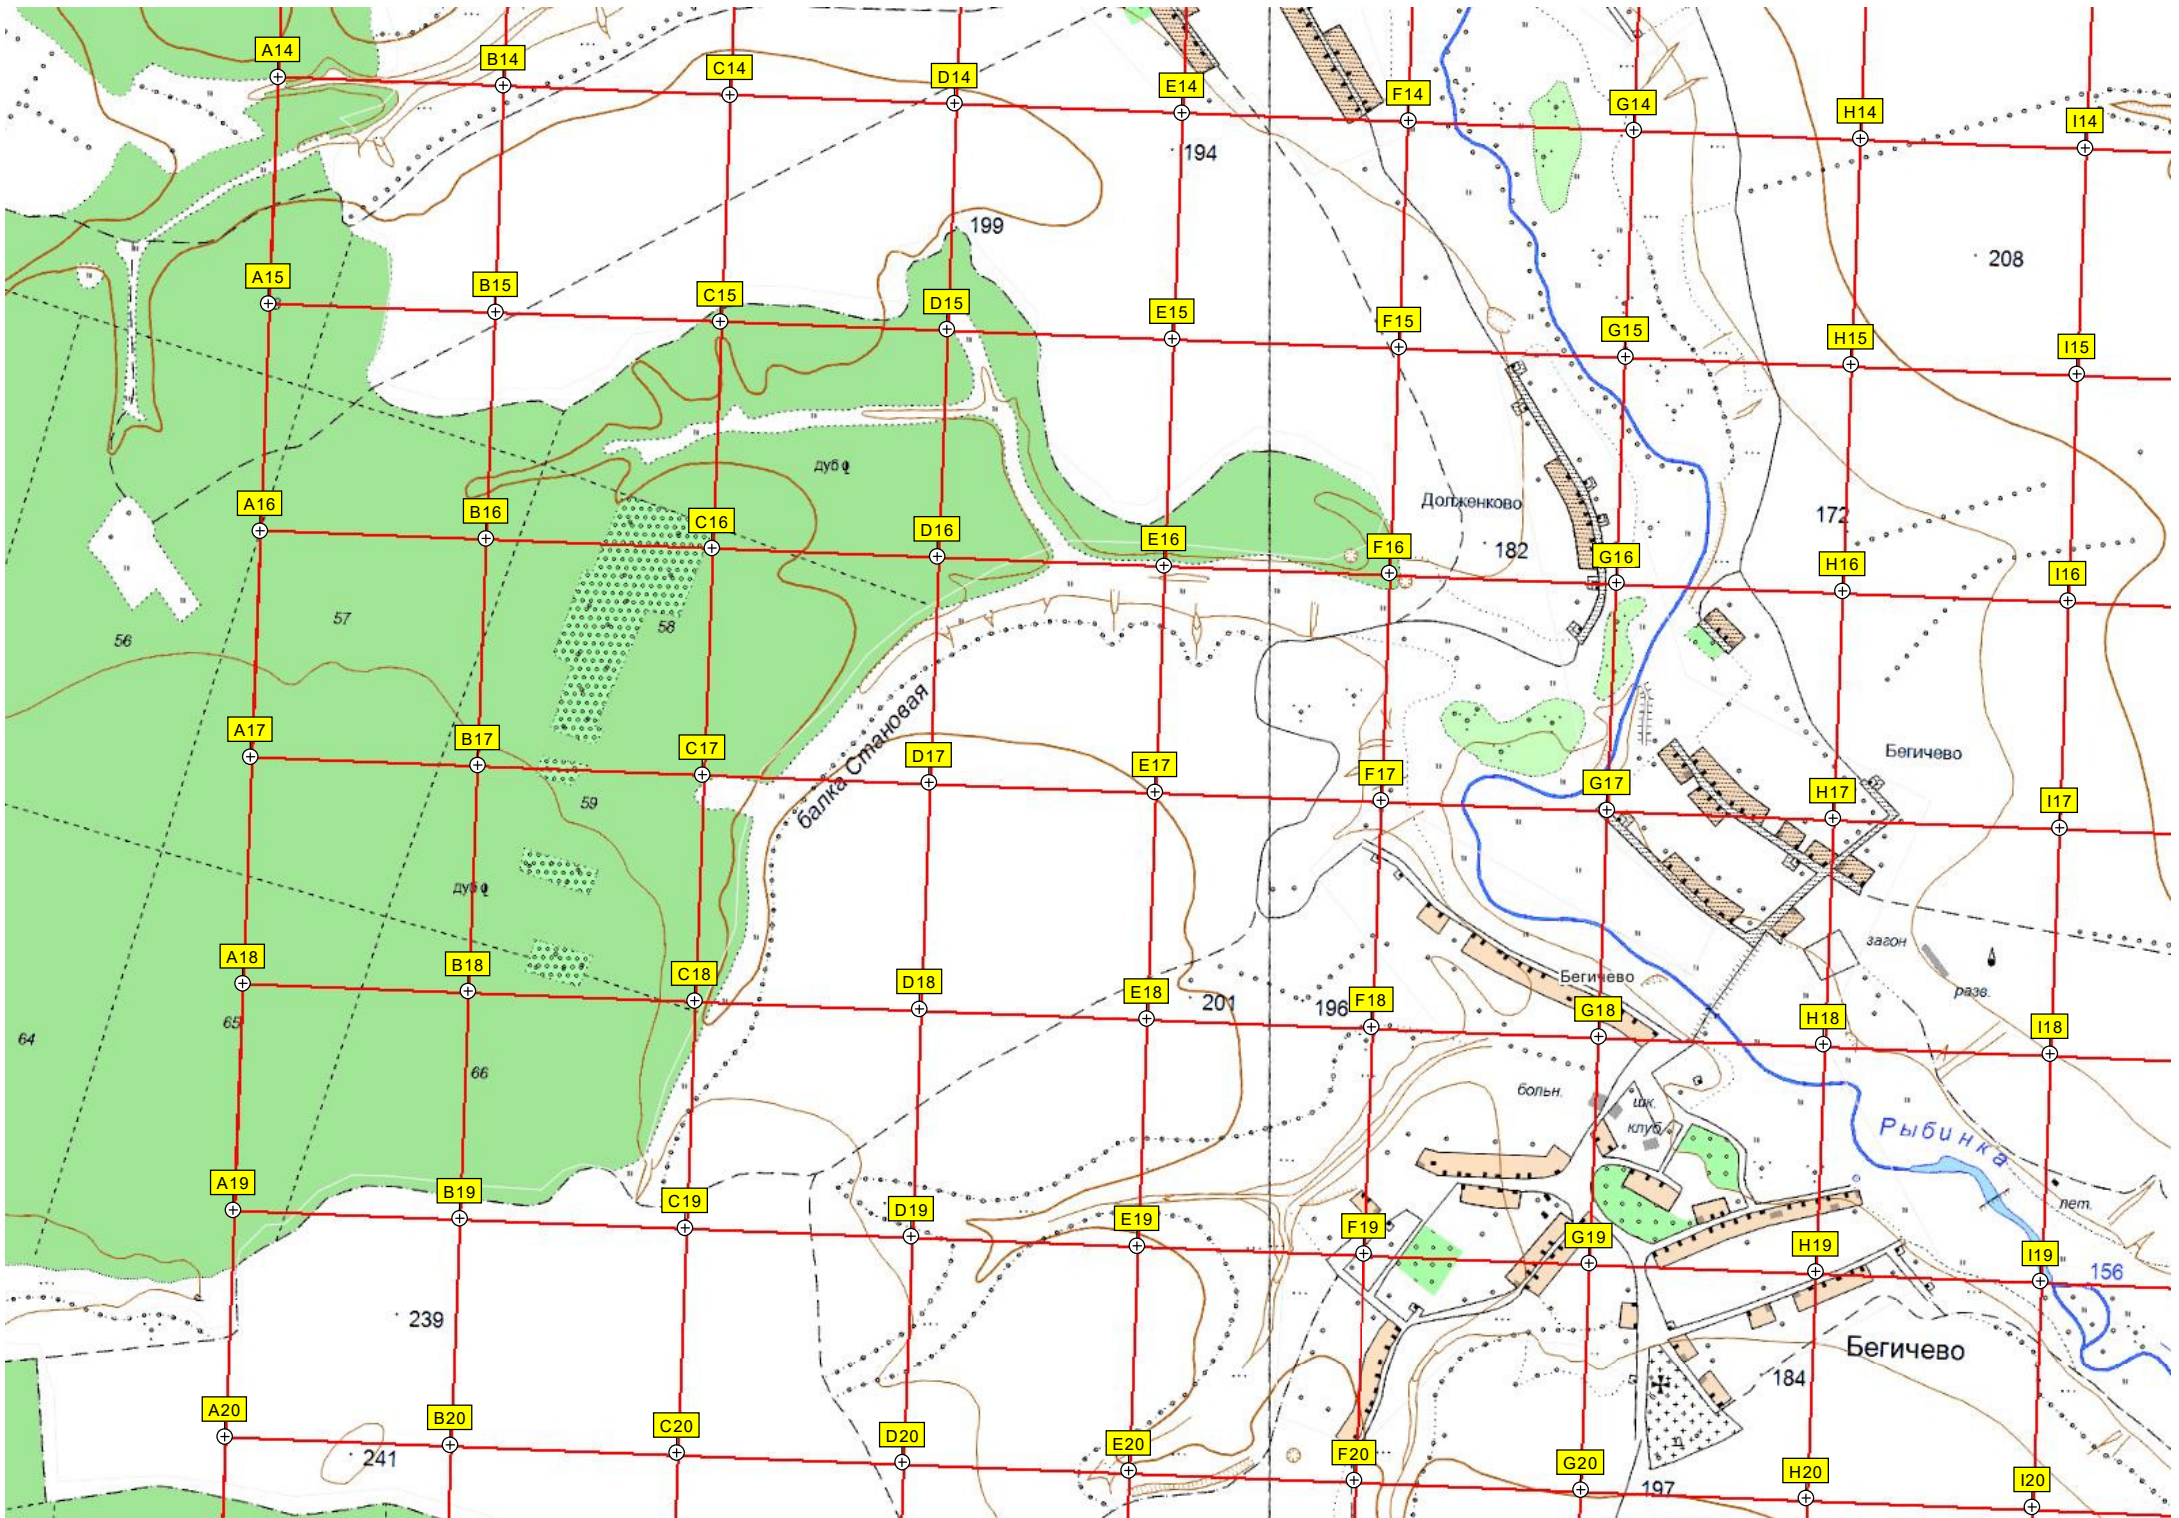 A14
B14
C14
D14
E14
F14
G14
H14
I14
194
199
208
A15
B15
C15
D15
E15
F15
G15
H15
I15
дуб
Долженково
172
182
A16
B16
C16
D16
E16
F16
G16
H16
I16
56
57
58
балка Становая
Бегичево
A17
B17
C17
D17
E17
F17
G17
H17
I17
59
дуб
загон
A18
B18
C18
D18
E18
F18
G18
H18
I18
Бегичево
разв.
201
196
64
65
66
больн.
шк.
клуб
Рыбинка
лет.
A19
B19
C19
D19
E19
F19
G19
H19
I19
156
239
Бегичево
184
A20
B20
C20
D20
E20
F20
G20
H20
I20
241
197